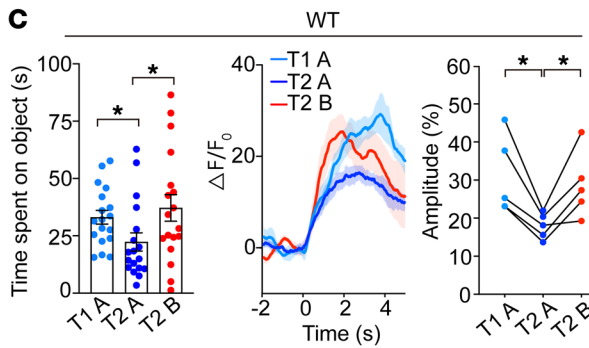 c
WT
Time spent on object (s)
100
75
50
25
0
*
*
T1 A
T2 A
T2 B
ΔF/F0
40
20
0
T1 A
T2 A
T2 B
-2
0
2
4
Time (s)
Amplitude (%)
60
50
40
30
20
10
0
*
*
T1 A
T2 A
T2 B